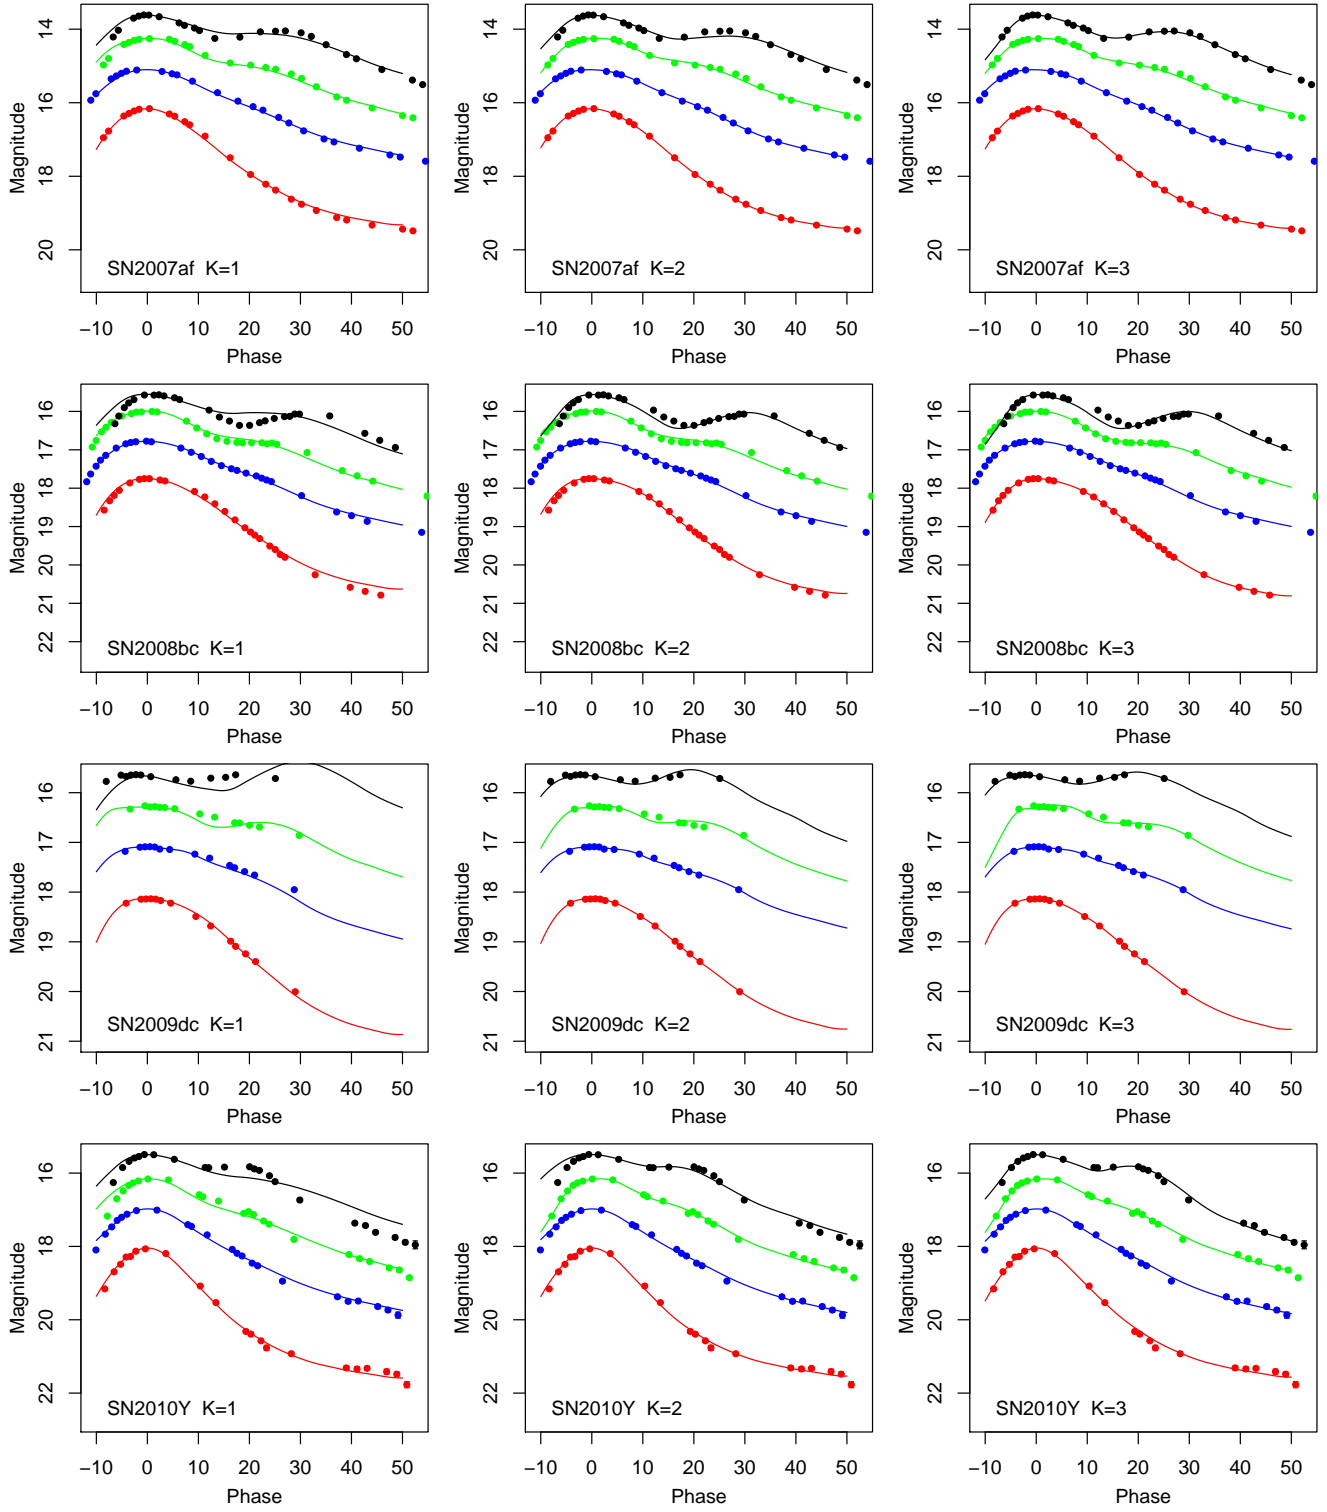 14
16
18
20
Magnitude
SN2007af K=1
−10 0 10 20 30 40 50
Phase
14
16
18
20
Magnitude
SN2007af K=2
−10 0 10 20 30 40 50
Phase
14
16
18
20
Magnitude
SN2007af K=3
−10 0 10 20 30 40 50
Phase
16
17
18
19
20
21
22
Magnitude
SN2008bc K=1
−10 0 10 20 30 40 50
Phase
16
17
18
19
20
21
22
Magnitude
SN2008bc K=2
−10 0 10 20 30 40 50
Phase
16
17
18
19
20
21
22
Magnitude
SN2008bc K=3
−10 0 10 20 30 40 50
Phase
16
17
18
19
20
21
Magnitude
SN2009dc K=1
−10 0 10 20 30 40 50
Phase
16
17
18
19
20
21
Magnitude
SN2009dc K=2
−10 0 10 20 30 40 50
Phase
16
17
18
19
20
21
Magnitude
SN2009dc K=3
−10 0 10 20 30 40 50
Phase
16
18
20
22
Magnitude
SN2010Y K=1
−10 0 10 20 30 40 50
Phase
16
18
20
22
Magnitude
SN2010Y K=2
−10 0 10 20 30 40 50
Phase
16
18
20
22
Magnitude
SN2010Y K=3
−10 0 10 20 30 40 50
Phase